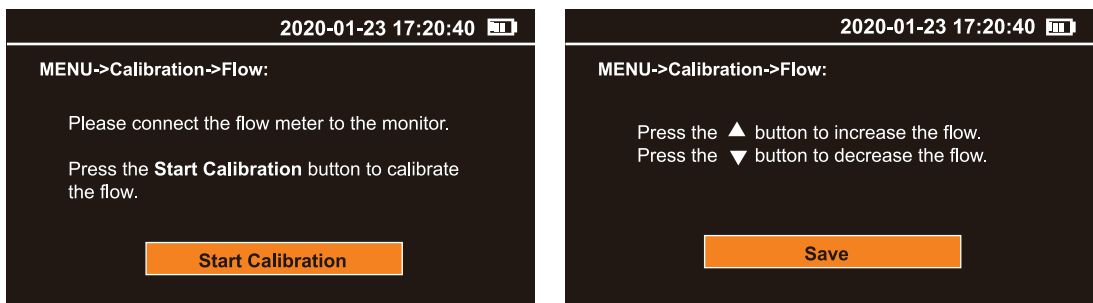 2020-01-23 17:20:40
MENU->Calibration->Flow:
Please connect the flow meter to the monitor.
Press the Start Calibration button to calibrate
the flow.
Start Calibration
2020-01-23 17:20:40
MENU->Calibration->Flow:
Press the ▲ button to increase the flow.
Press the ▼ button to decrease the flow.
Save